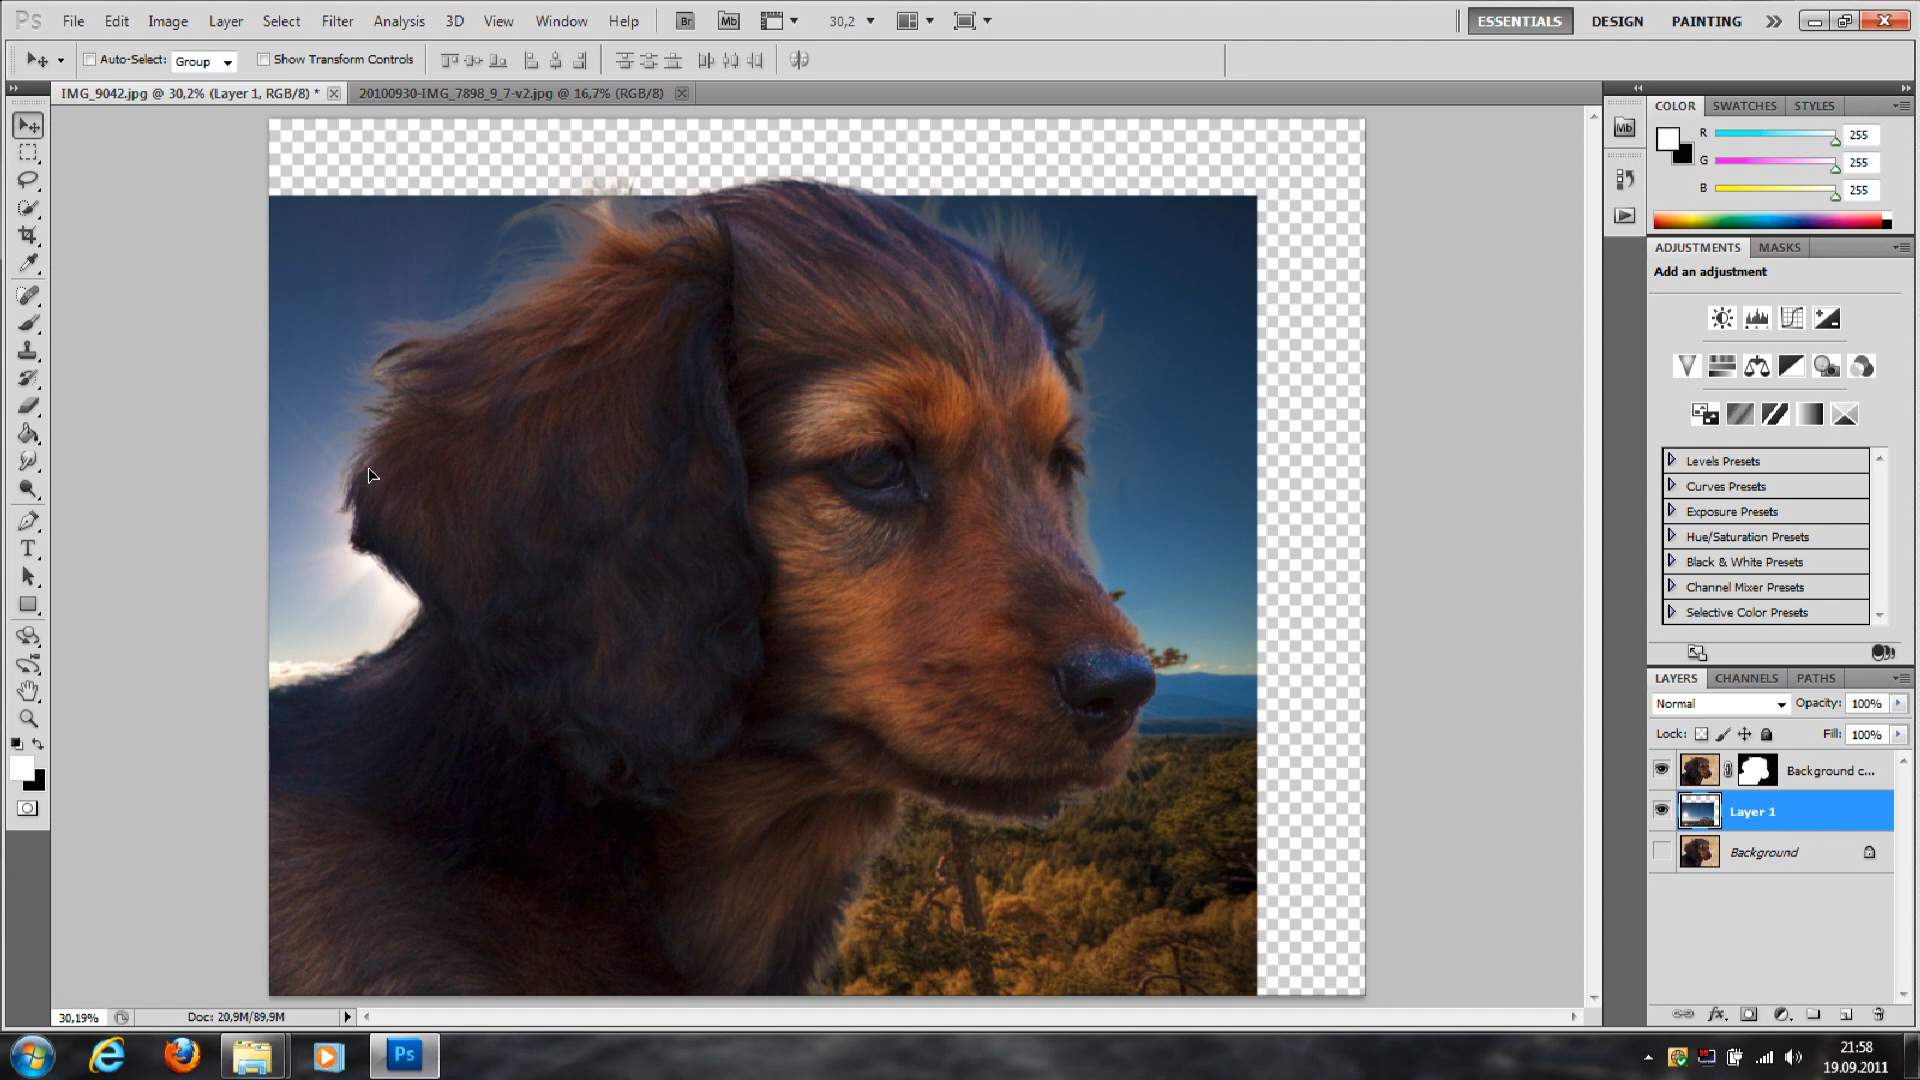 Ps File Edit Image Layer Select Filter Analysis 3D View Window Help Br Mb 30,2 ESSENTIALS DESIGN PAINTING
Auto-Select: Group Show Transform Controls
IMG_9042.jpg @ 30,2% (Layer 1, RGB/8) * 20100930-IMG_7898_9_7-v2.jpg @ 16,7% (RGB/8)
COLOR SWATCHES STYLES
Mb
R 255
G 255
B 255
ADJUSTMENTS MASKS
Add an adjustment
Levels Presets
Curves Presets
Exposure Presets
Hue/Saturation Presets
Black & White Presets
Channel Mixer Presets
Selective Color Presets
LAYERS CHANNELS PATHS
Normal Opacity: 100%
Lock: Fill: 100%
Background c...
Layer 1
Background
T
fx
30,19% Doc: 20,9M/89,9M
Ps
21:58
19.09.2011